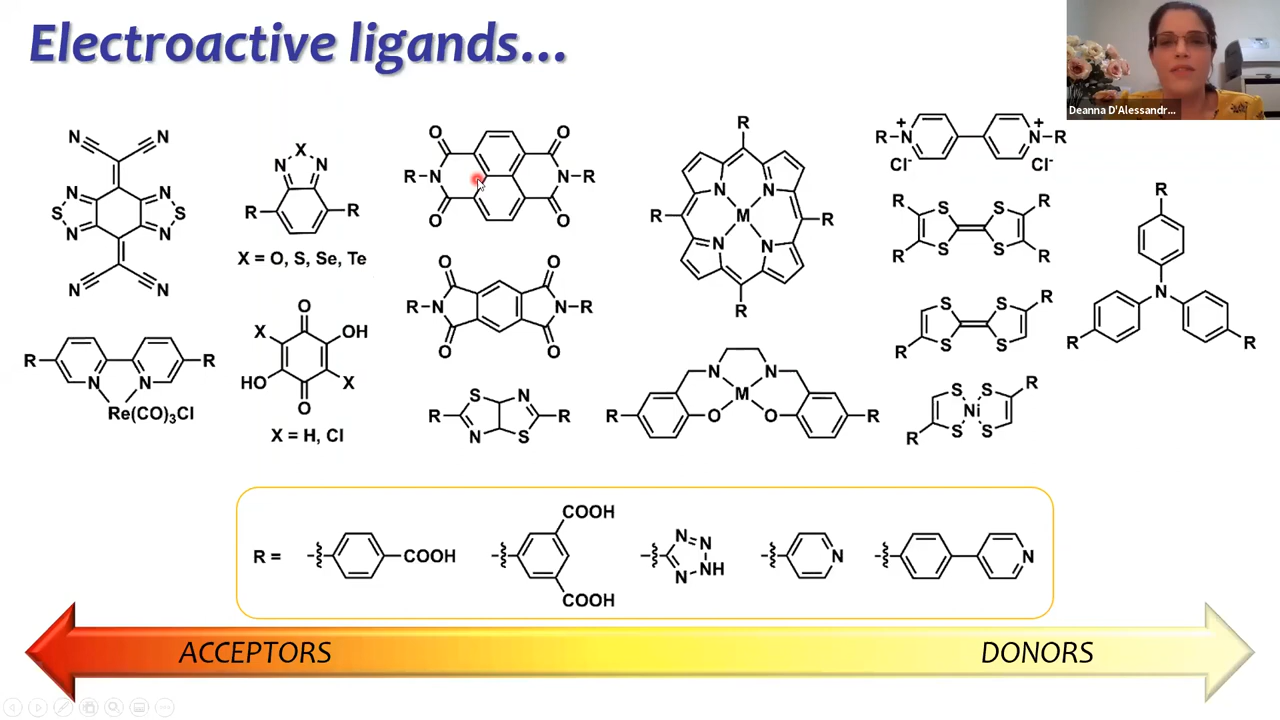 Electroactive ligands...
Deanna D'Alessandr...
N N
S N N S
N N
N N
X
N N
R R
X = O, S, Se, Te
O O
R N N R
O O
R
N N
R M R
N N
R
+ +
R N N R
Cl- Cl-
R S S R
R S S R
R
N
R R
R R
N N
Re(CO)3Cl
O
X OH
HO X
O
X = H, Cl
O O
R N N R
O O
S N
R R
N S
N N
M
R O O R
S S R
R S S
S S R
Ni
R S S
R =
COOH
COOH
COOH
N N
N NH
N
N
ACCEPTORS
DONORS